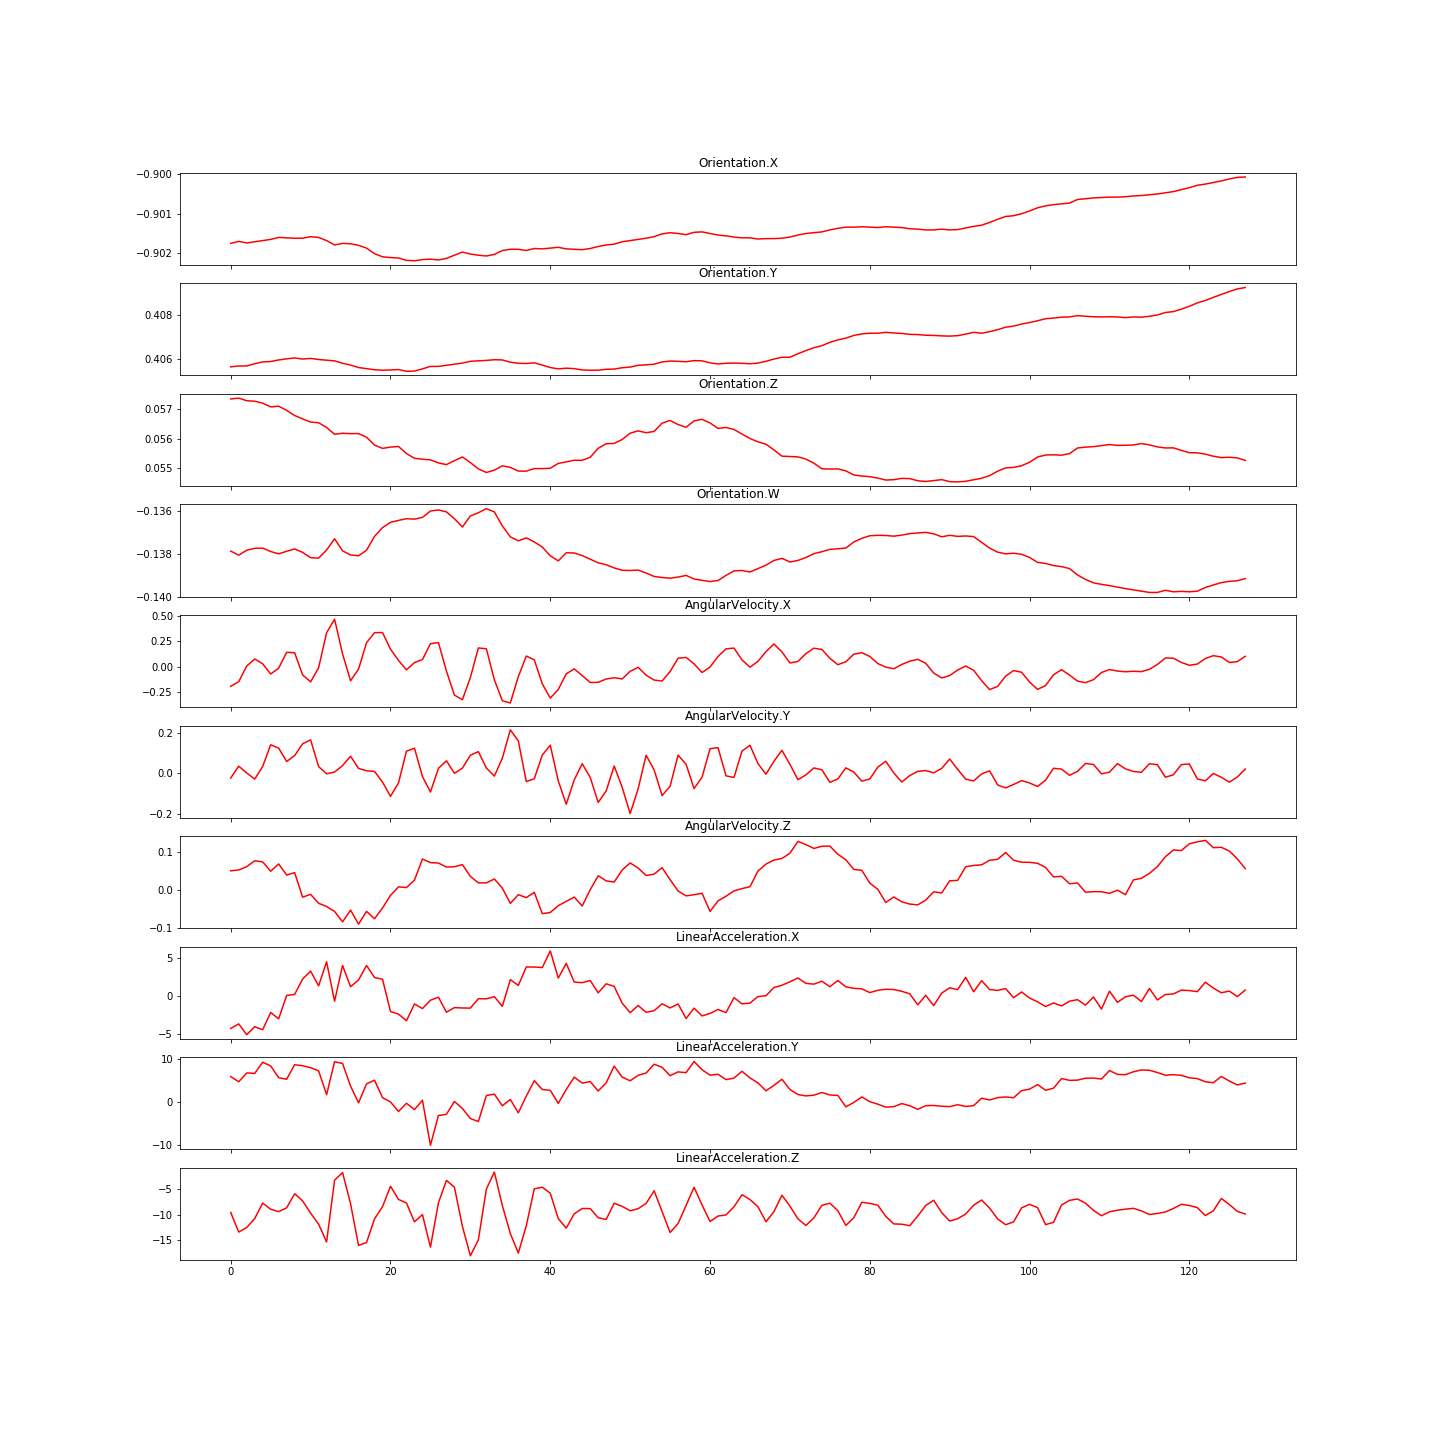 Orientation.X
−0.900
−0.901
−0.902
Orientation.Y
0.408
0.406
Orientation.Z
0.057
0.056
0.055
Orientation.W
−0.136
−0.138
−0.140
AngularVelocity.X
0.50
0.25
0.00
−0.25
AngularVelocity.Y
0.2
0.0
−0.2
AngularVelocity.Z
0.1
0.0
−0.1
LinearAcceleration.X
5
0
−5
LinearAcceleration.Y
10
0
−10
LinearAcceleration.Z
−5
−10
−15
0 20 40 60 80 100 120